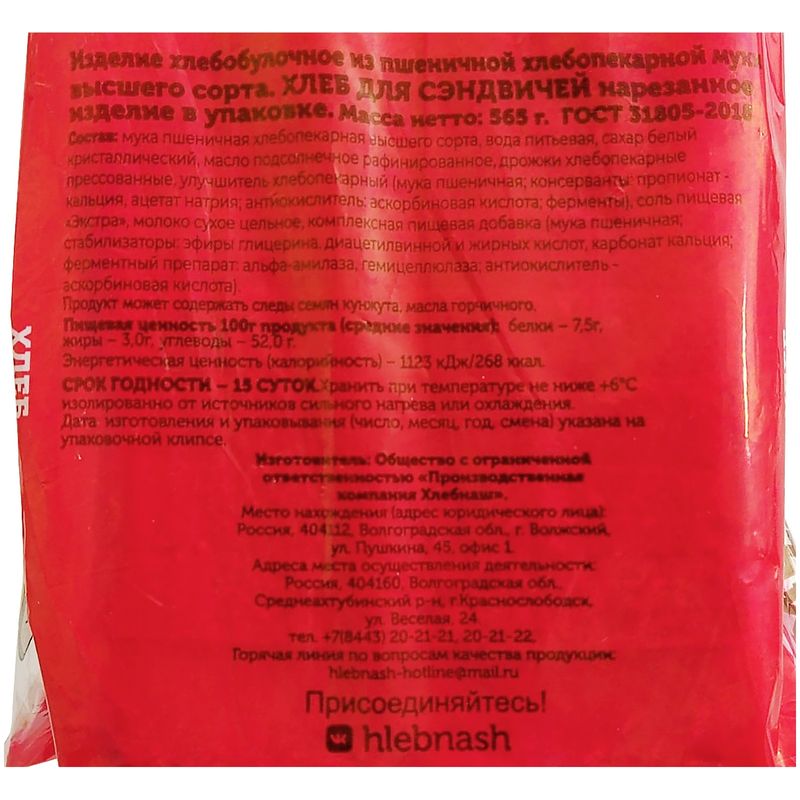 Изделие хлебобулочное из пшеничной хлебопекарной муки
высшего сорта. ХЛЕБ ДЛЯ СЭНДВИЧЕЙ нарезанное
изделие в упаковке. Масса нетто: 565 г. ГОСТ 31805-2018
Состав: мука пшеничная хлебопекарная высшего сорта, вода питьевая, сахар белый
кристаллический, масло подсолнечное рафинированное, дрожжи хлебопекарные
прессованные, улучшитель хлебопекарный (мука пшеничная; консерванты: пропионат
кальция, ацетат натрия; антиокислитель: аскорбиновая кислота; ферменты), соль пищевая
«Экстра», молоко сухое цельное, комплексная пищевая добавка (мука пшеничная;
стабилизаторы: эфиры глицерина, диацетилвинной и жирных кислот, карбонат кальция;
ферментный препарат: альфа-амилаза, гемицеллюлаза; антиокислитель -
аскорбиновая кислота).
Продукт может содержать следы семян кунжута, масла горчичного.
Пищевая ценность 100г продукта (средние значения): белки – 7,5г,
жиры – 3,0г, углеводы – 52,0 г.
Энергетическая ценность (калорийность) – 1123 кДж/268 ккал.
СРОК ГОДНОСТИ – 15 СУТОК. Хранить при температуре не ниже +6°С
изолированно от источников сильного нагрева или охлаждения.
Дата изготовления и упаковывания (число, месяц, год, смена) указана на
упаковочной клипсе.
Изготовитель: Общество с ограниченной
ответственностью «Производственная
компания Хлебнаш».
Место нахождения (адрес юридического лица):
Россия, 404112, Волгоградская обл., г. Волжский,
ул. Пушкина, 45, офис 1.
Адреса места осуществления деятельности:
Россия, 404160, Волгоградская обл.,
Среднеахтубинский р-н, г.Краснослободск,
ул. Веселая, 24.
тел. +7(8443) 20-21-21, 20-21-22,
Горячая линия по вопросам качества продукции:
hlebnash-hotline@mail.ru
Присоединяйтесь!
hlebnash
ХЛЕБ